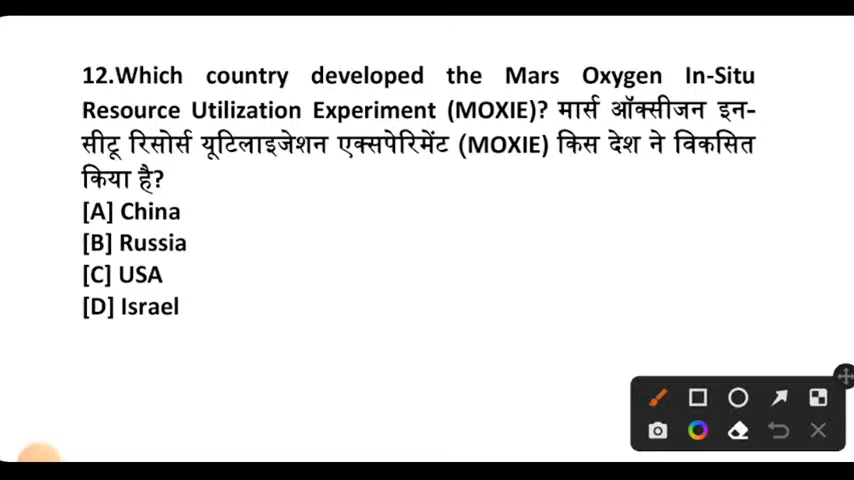 12.Which country developed the Mars Oxygen In-Situ
Resource Utilization Experiment (MOXIE)? मार्स ऑक्सीजन इन-
सीटू रिसोर्स यूटिलाइजेशन एक्सपेरिमेंट (MOXIE) किस देश ने विकसित
किया है?
[A] China
[B] Russia
[C] USA
[D] Israel